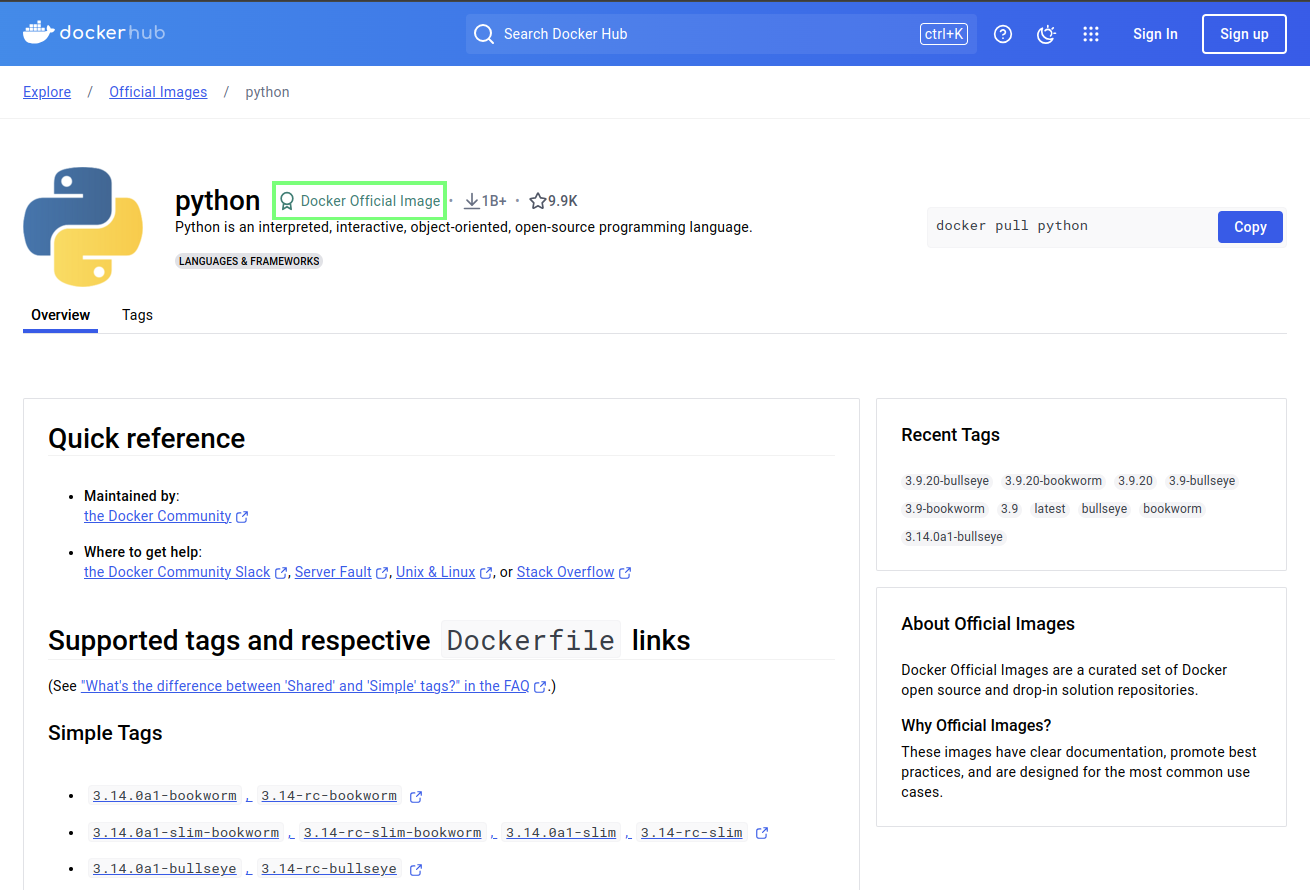 dockerhub
Search Docker Hub
ctrl+K
Sign In
Sign up
Explore / Official Images / python
python
Docker Official Image
• 1B+ • 9.9K
Python is an interpreted, interactive, object-oriented, open-source programming language.
LANGUAGES & FRAMEWORKS
docker pull python
Copy
Overview
Tags
Quick reference
• Maintained by:
the Docker Community
• Where to get help:
the Docker Community Slack, Server Fault, Unix & Linux, or Stack Overflow
Supported tags and respective Dockerfile links
(See "What's the difference between 'Shared' and 'Simple' tags?" in the FAQ.)
Simple Tags
• 3.14.0a1-bookworm, 3.14-rc-bookworm
• 3.14.0a1-slim-bookworm, 3.14-rc-slim-bookworm, 3.14.0a1-slim, 3.14-rc-slim
• 3.14.0a1-bullseye, 3.14-rc-bullseye
Recent Tags
3.9.20-bullseye 3.9.20-bookworm 3.9.20 3.9-bullseye
3.9-bookworm 3.9 latest bullseye bookworm
3.14.0a1-bullseye
About Official Images
Docker Official Images are a curated set of Docker
open source and drop-in solution repositories.
Why Official Images?
These images have clear documentation, promote best
practices, and are designed for the most common use
cases.